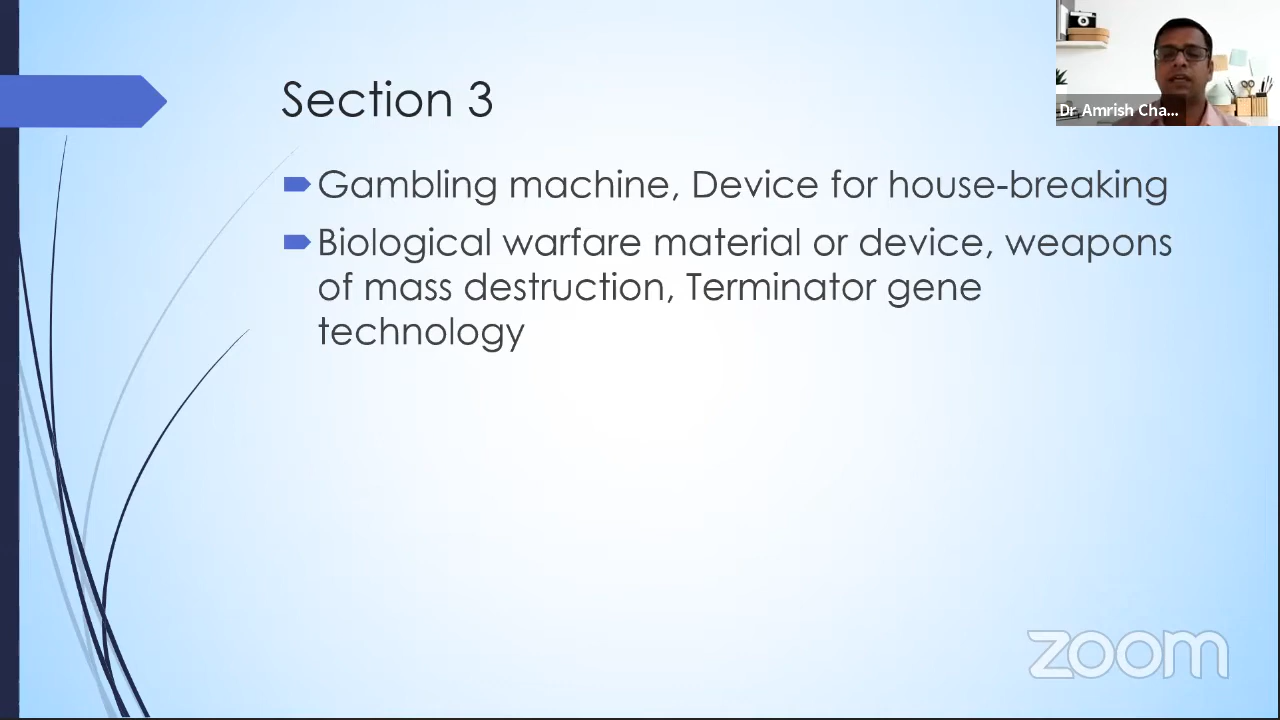 Section 3
Dr Amrish Cha...
Gambling machine, Device for house-breaking
Biological warfare material or device, weapons
of mass destruction, Terminator gene
technology
zoom